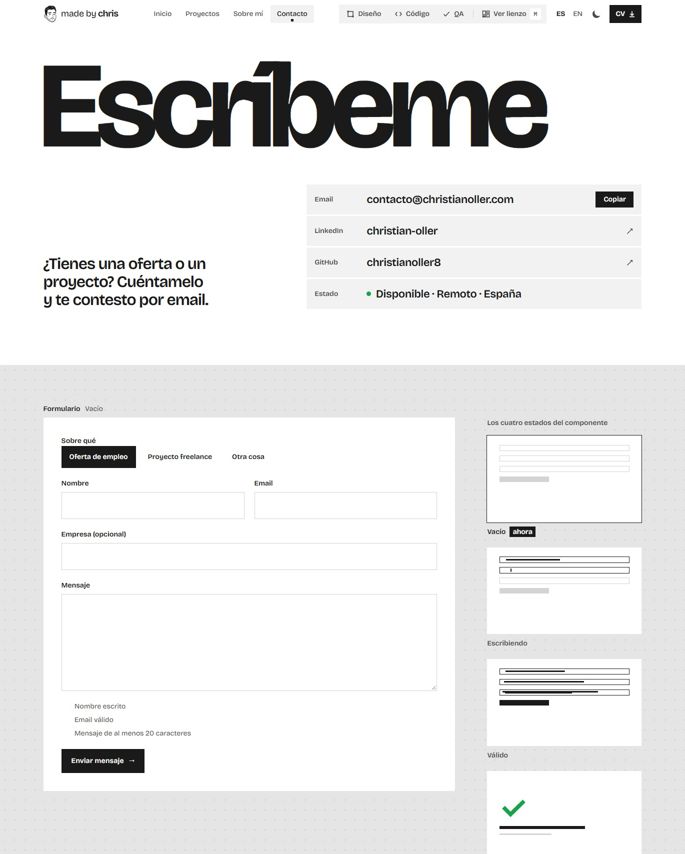 made by chris
Inicio
Proyectos
Sobre mí
Contacto
Diseño
Código
QA
Ver lienzo
ES
EN
CV
Escríbeme
¿Tienes una oferta o un
proyecto? Cuéntamelo
y te contesto por email.
Email
contacto@christianoller.com
Copiar
LinkedIn
christian-oller
↗
GitHub
christianoller8
↗
Estado
Disponible · Remoto · España
Formulario Vacío
Sobre qué
Oferta de empleo
Proyecto freelance
Otra cosa
Nombre
Email
Empresa (opcional)
Mensaje
Nombre escrito
Email válido
Mensaje de al menos 20 caracteres
Enviar mensaje →
Los cuatro estados del componente
Vacío ahora
Escribiendo
Válido